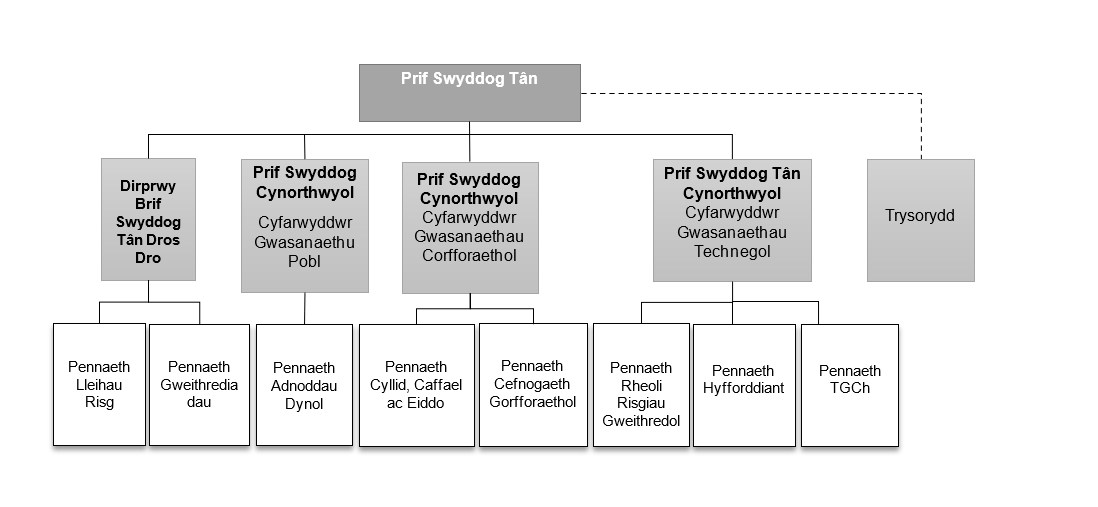 Prif Swyddog Tân
Dirprwy
Brif
Swyddog
Tân Dros
Dro
Prif Swyddog
Cynorthwyol
Cyfarwyddwr
Gwasanaethu
Pobl
Prif Swyddog
Cynorthwyol
Cyfarwyddwr
Gwasanaethau
Corfforaethol
Prif Swyddog Tân
Cynorthwyol
Cyfarwyddwr
Gwasanaethau
Technegol
Trysorydd
Pennaeth
Lleihau
Risg
Pennaeth
Gweithredia
dau
Pennaeth
Adnoddau
Dynol
Pennaeth
Cyllid, Caffael
ac Eiddo
Pennaeth
Cefnogaeth
Gorfforaethol
Pennaeth
Rheoli
Risgiau
Gweithredol
Pennaeth
Hyfforddiant
Pennaeth
TGCh